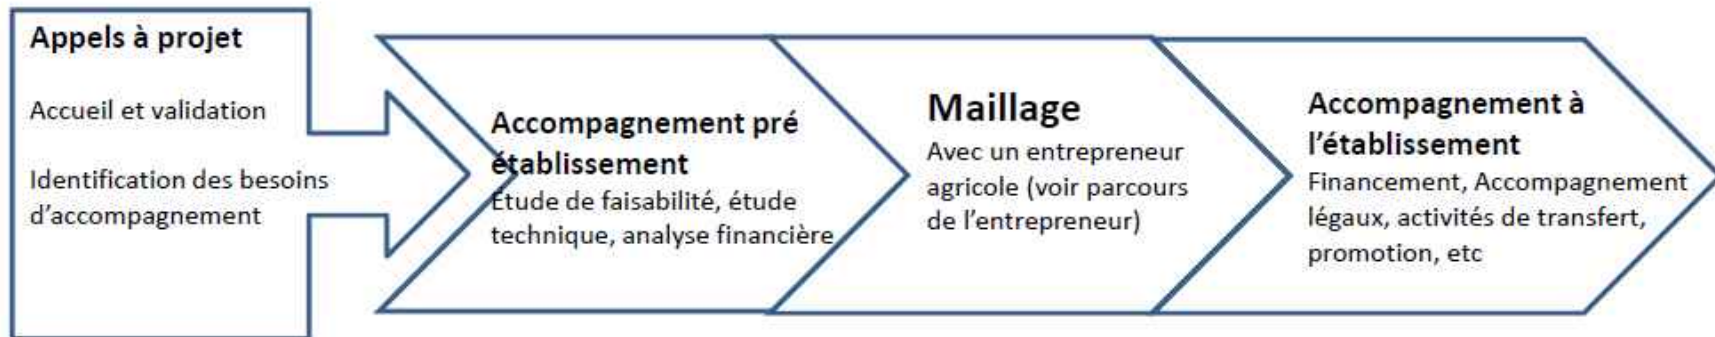 Appels à projet
Accueil et validation
Identification des besoins
d'accompagnement
Accompagnement pré
établissement
Étude de faisabilité, étude
technique, analyse financière
Maillage
Avec un entrepreneur
agricole (voir parcours
de l'entrepreneur)
Accompagnement à
l'établissement
Financement, Accompagnement
légaux, activités de transfert,
promotion, etc